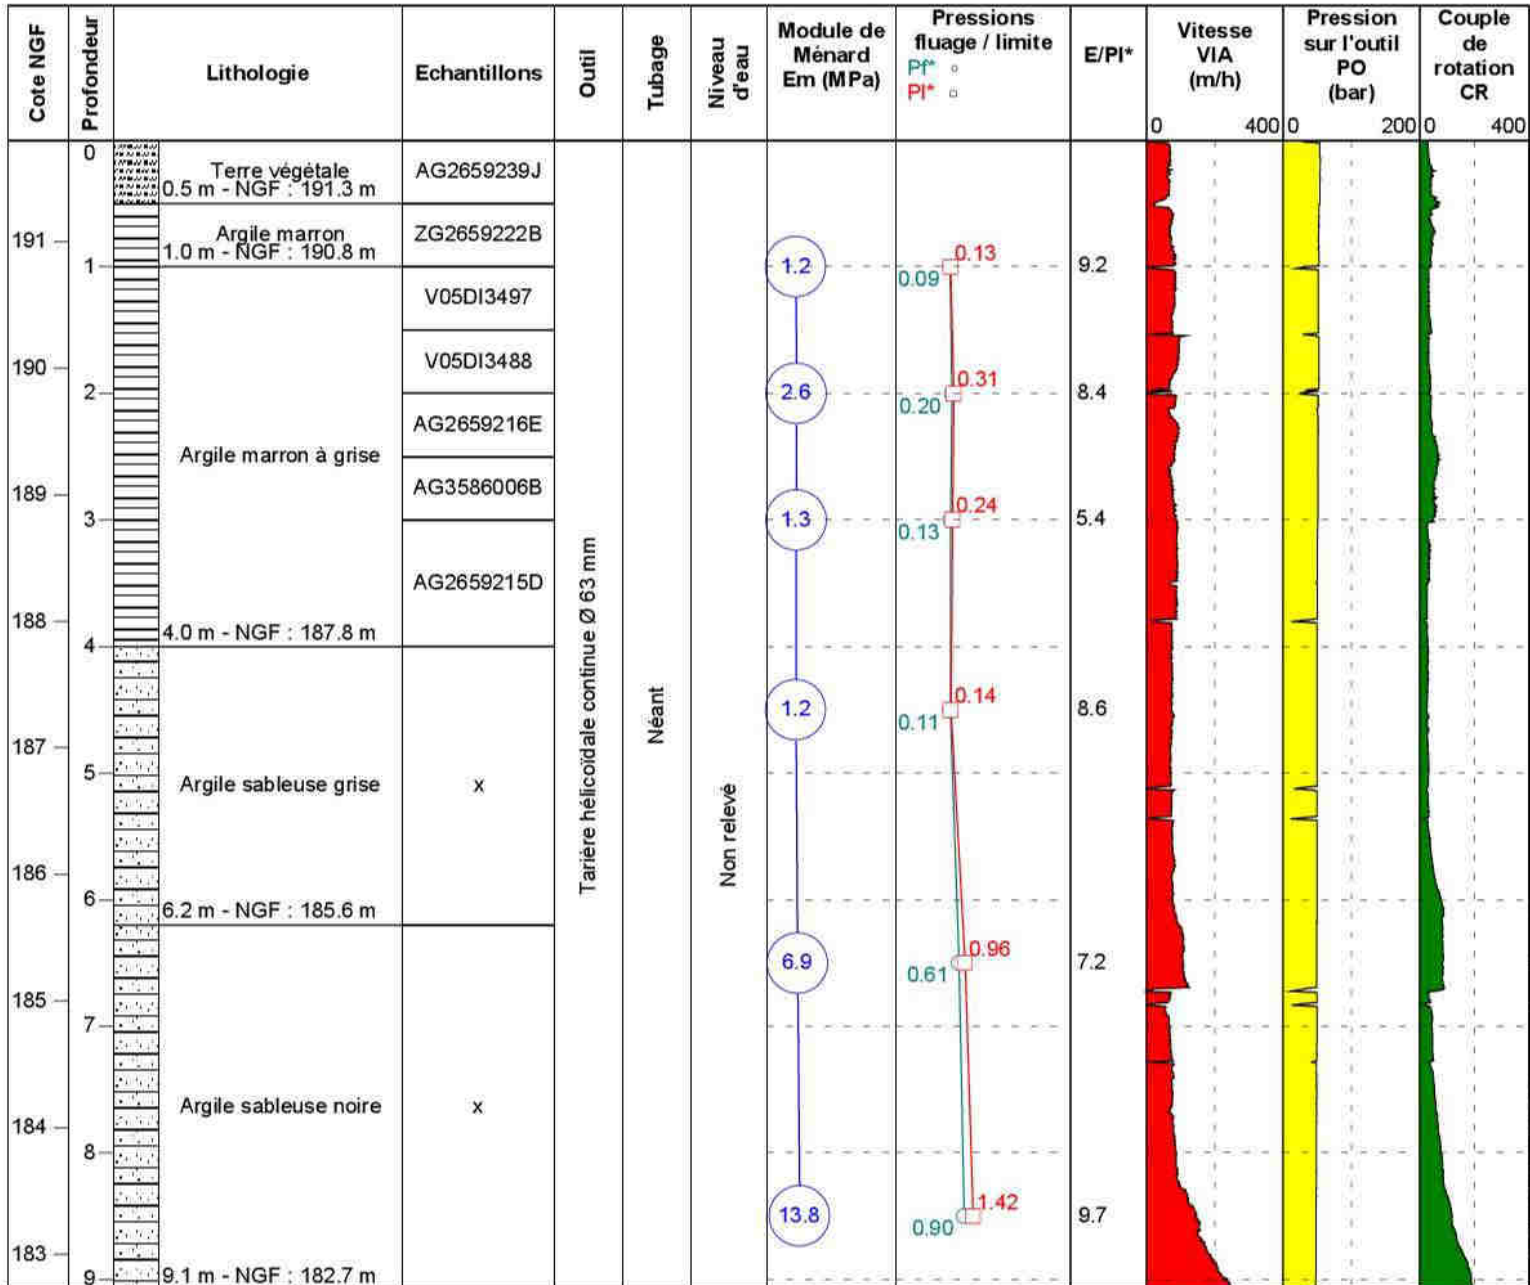 Cote NGF
Profondeur
Lithologie
Echantillons
Outil
Tubage
Niveau
d'eau
Module de
Ménard
Em (MPa)
Pressions
fluage / limite
Pf*
Pl*
E/Pl*
Vitesse
VIA
(m/h)
0 400
Pression
sur l'outil
PO
(bar)
0 200
Couple
de
rotation
CR
0 400
0
Terre végétale
0.5 m - NGF : 191.3 m
AG2659239J
191
Argile marron
1.0 m - NGF : 190.8 m
ZG2659222B
1
1.2
0.09
0.13
9.2
V05DI3497
190
V05DI3488
2
2.6
0.20
0.31
8.4
AG2659216E
Argile marron à grise
189
AG3586006B
3
1.3
0.13
0.24
5.4
AG2659215D
188
4.0 m - NGF : 187.8 m
4
Tarière hélicoïdale continue Ø 63 mm
Néant
Non relevé
1.2
0.11
0.14
8.6
187
5
Argile sableuse grise
x
186
6
6.2 m - NGF : 185.6 m
6.9
0.61
0.96
7.2
185
7
Argile sableuse noire
x
184
8
13.8
0.90
1.42
9.7
183
9
9.1 m - NGF : 182.7 m